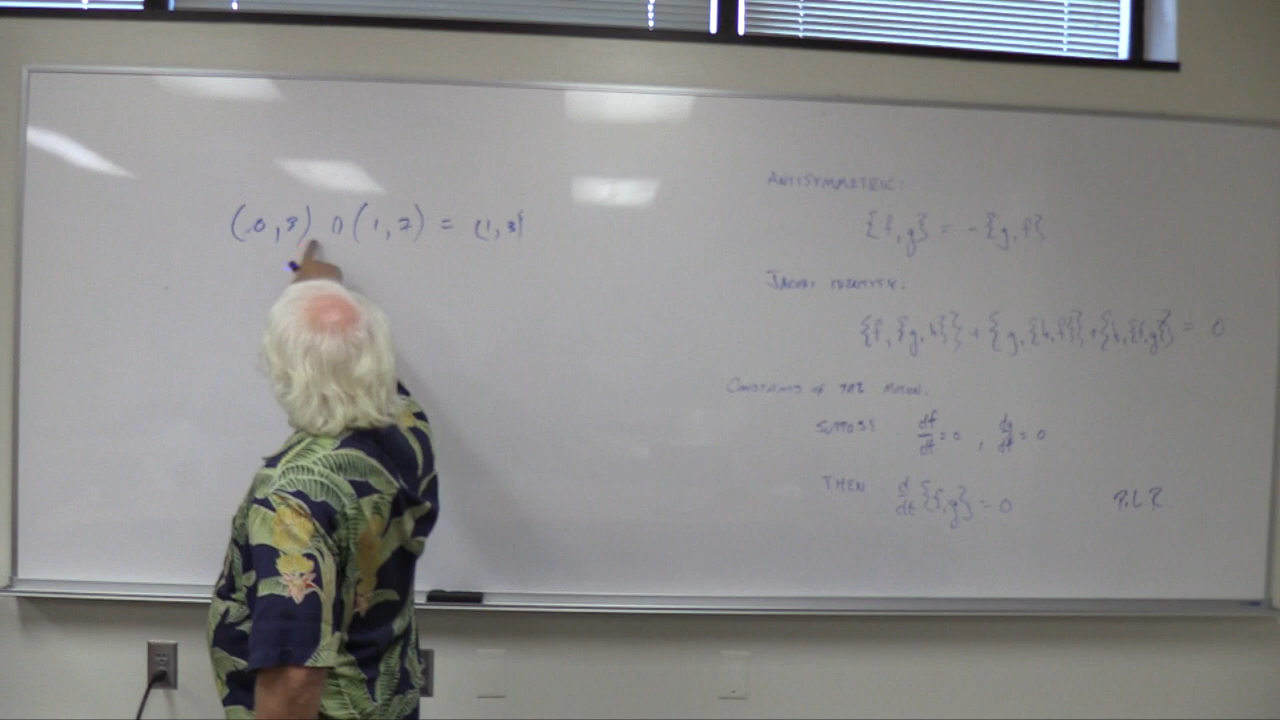 (0,3) ∩ (1,7) = (1,3)
ANTISYMMETRIC:
{f,g} = -{g,f}
JACOBI IDENTITY:
{f,{g,h}} + {g,{h,f}} + {h,{f,g}} = 0
CONSTANTS OF THE MOTION.
SUPPOSE df/dt = 0 , dg/dt = 0
THEN d/dt {f,g} = 0 P.L.R.